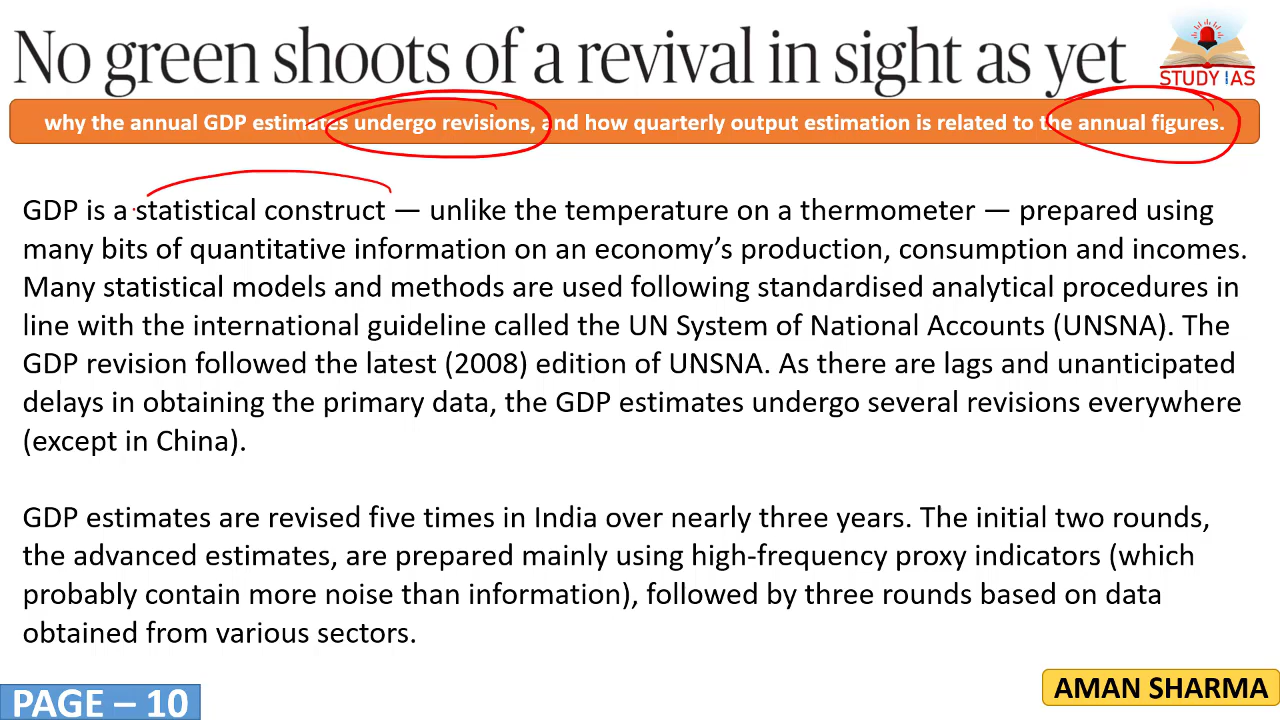 No green shoots of a revival in sight as yet
STUDY IAS
why the annual GDP estimates undergo revisions, and how quarterly output estimation is related to the annual figures.
GDP is a statistical construct — unlike the temperature on a thermometer — prepared using
many bits of quantitative information on an economy’s production, consumption and incomes.
Many statistical models and methods are used following standardised analytical procedures in
line with the international guideline called the UN System of National Accounts (UNSNA). The
GDP revision followed the latest (2008) edition of UNSNA. As there are lags and unanticipated
delays in obtaining the primary data, the GDP estimates undergo several revisions everywhere
(except in China).
GDP estimates are revised five times in India over nearly three years. The initial two rounds,
the advanced estimates, are prepared mainly using high-frequency proxy indicators (which
probably contain more noise than information), followed by three rounds based on data
obtained from various sectors.
PAGE – 10
AMAN SHARMA